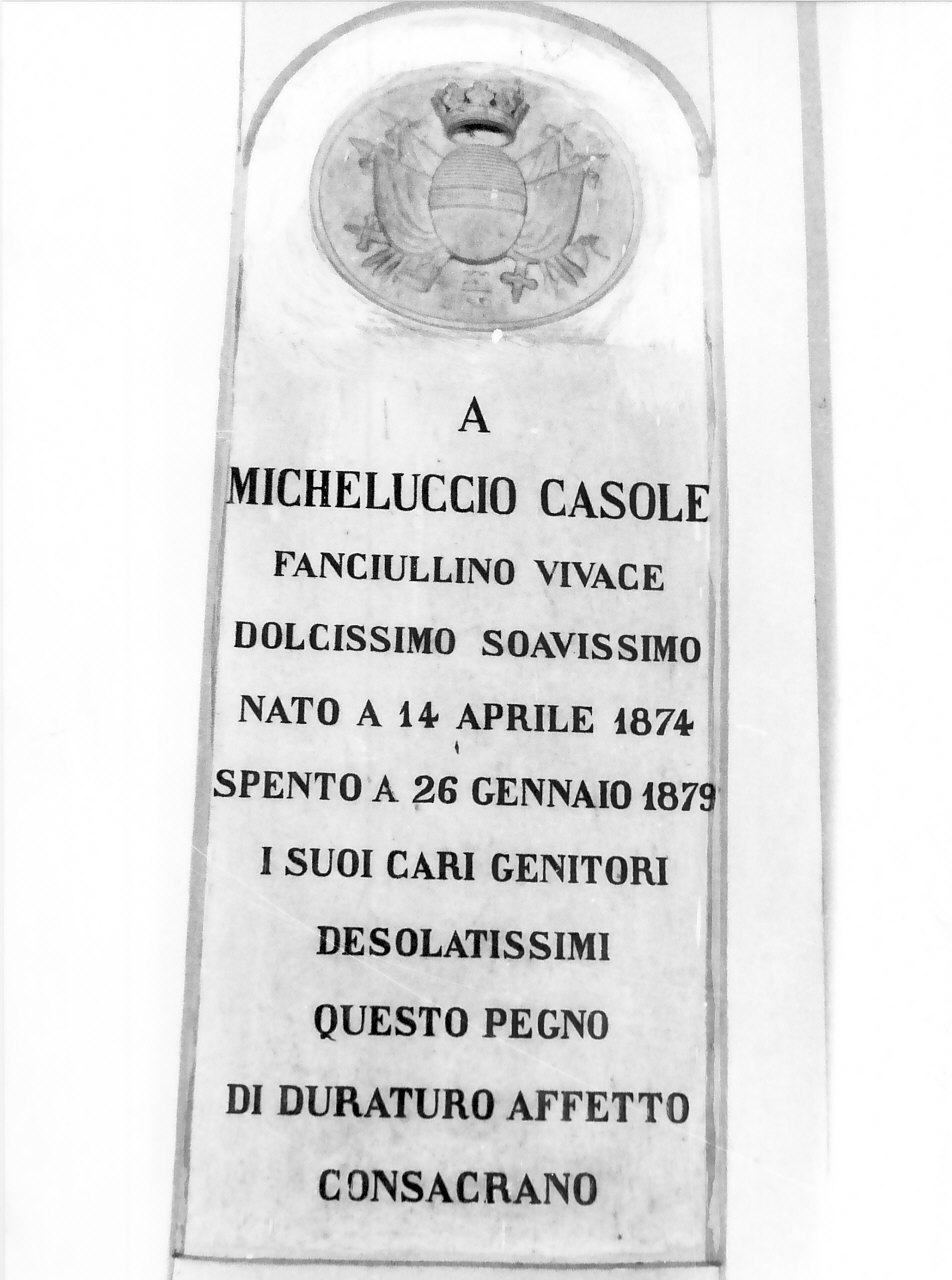 A
MICHELUCCIO CASOLE
FANCIULLINO VIVACE
DOLCISSIMO SOAVISSIMO
NATO A 14 APRILE 1874
SPENTO A 26 GENNAIO 1879
I SUOI CARI GENITORI
DESOLATISSIMI
QUESTO PEGNO
DI DURATURO AFFETTO
CONSACRANO